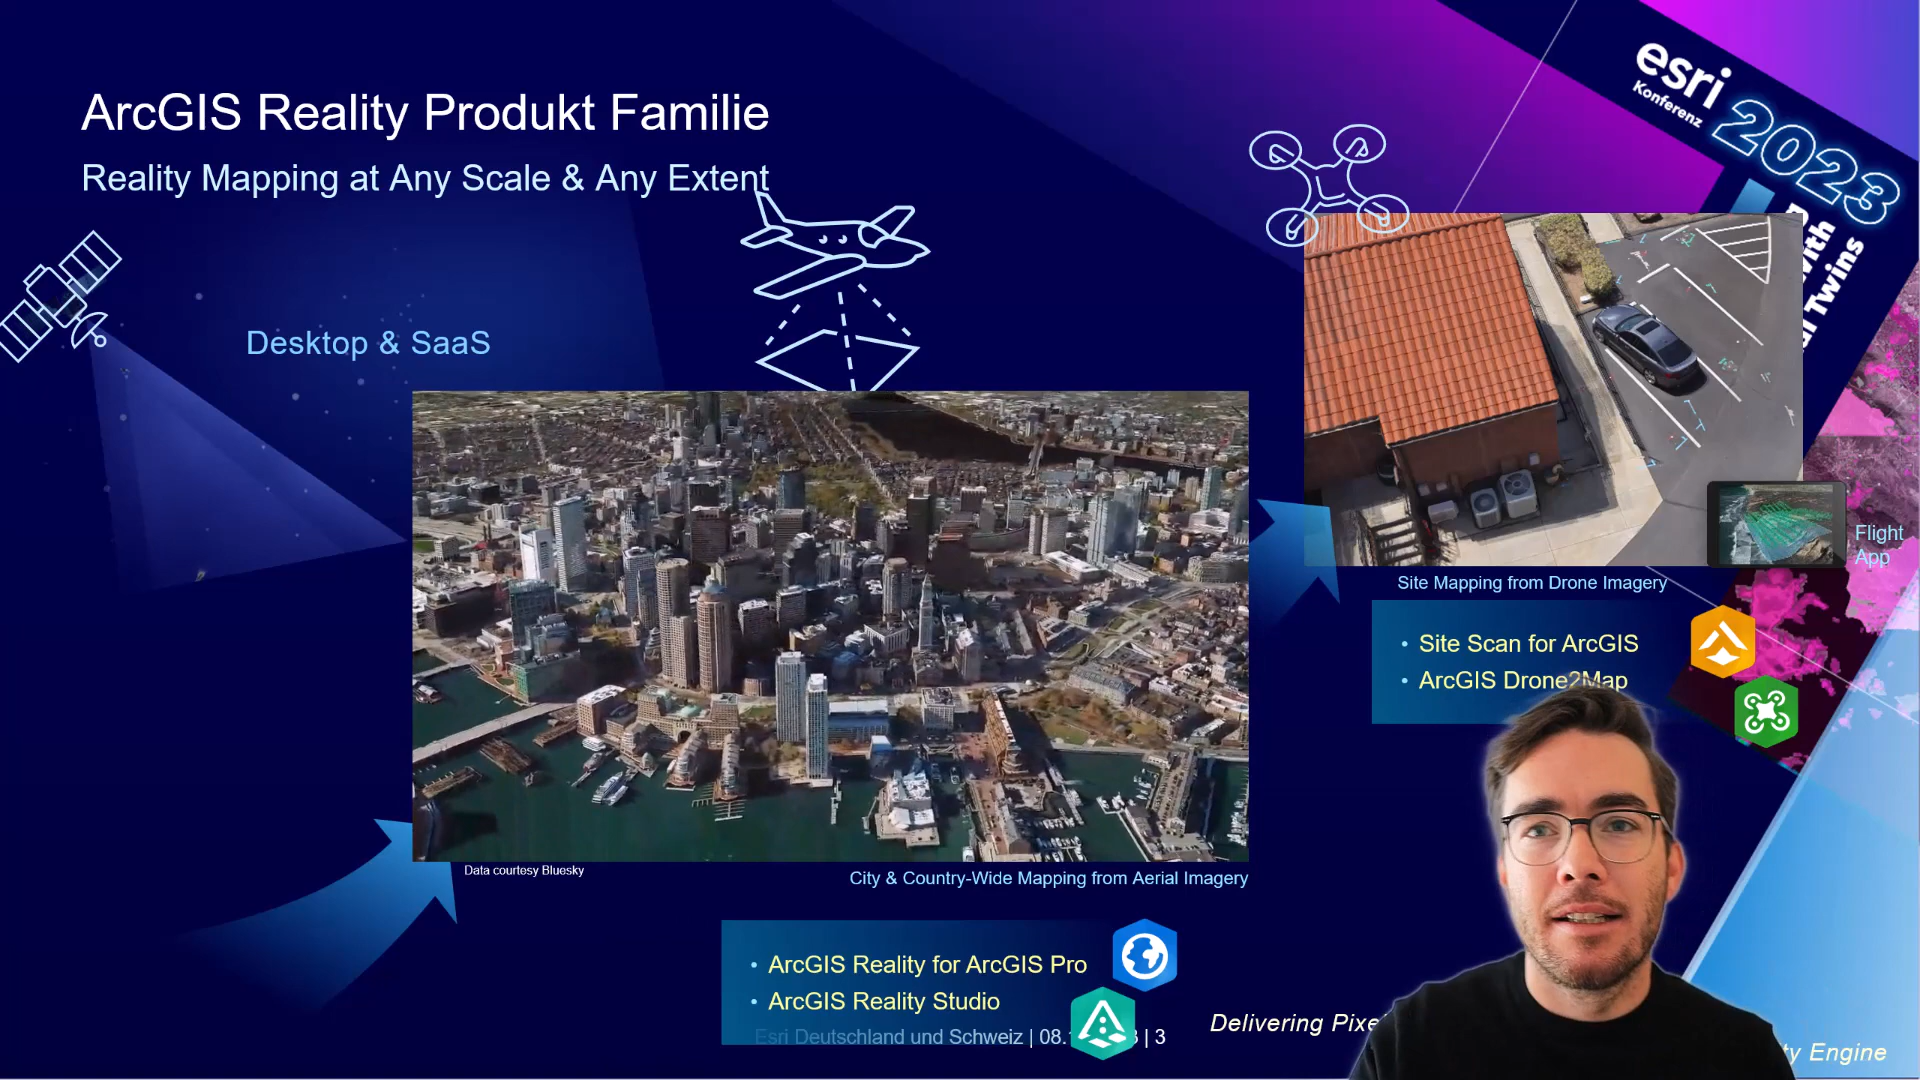 ArcGIS Reality Produkt Familie
Reality Mapping at Any Scale & Any Extent
esri
Konferenz
2023
with
Twins
Desktop & SaaS
Flight
App
Site Mapping from Drone Imagery
• Site Scan for ArcGIS
• ArcGIS Drone2Map
Data courtesy Bluesky
City & Country-Wide Mapping from Aerial Imagery
• ArcGIS Reality for ArcGIS Pro
• ArcGIS Reality Studio
Esri Deutschland und Schweiz | 08. | 3
Delivering
Engine